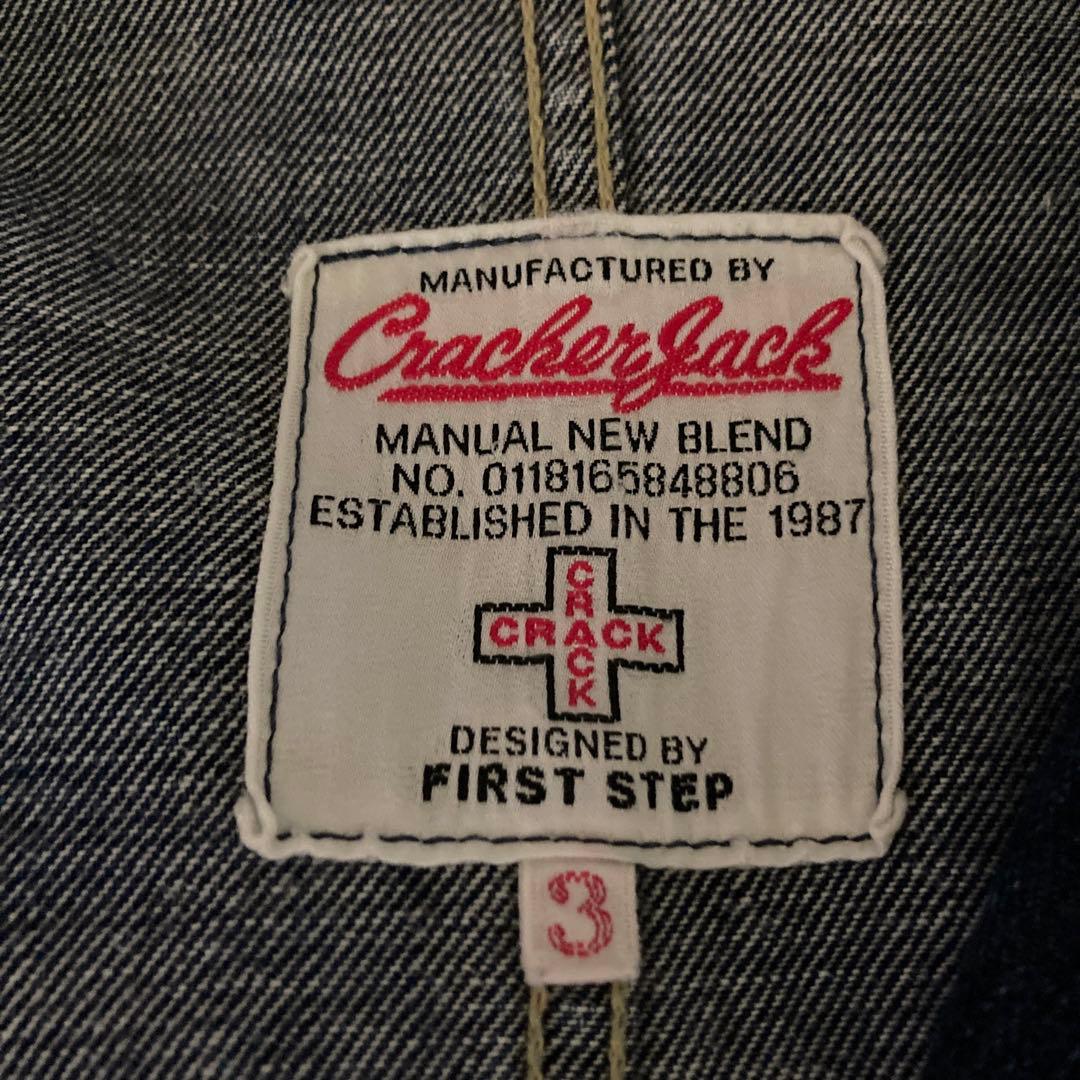 MANUFACTURED BY
CrackerJack
MANUAL NEW BLEND
NO. 0118165848806
ESTABLISHED IN THE 1987
CRACK
CRACK
DESIGNED BY
FIRST STEP
3